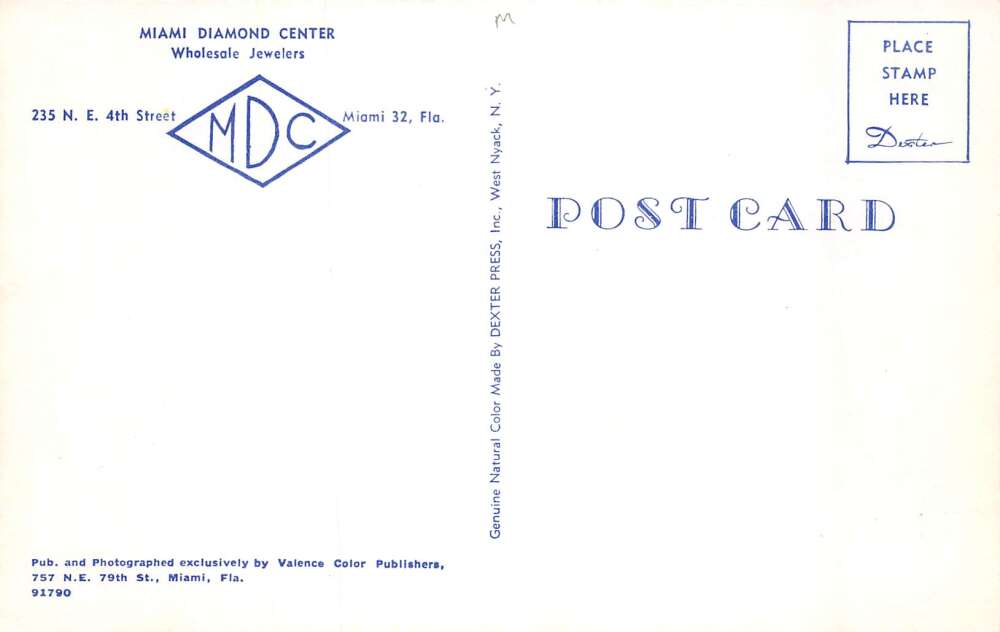 MIAMI DIAMOND CENTER
Wholesale Jewelers
235 N. E. 4th Street
MDC
Miami 32, Fla.
Pub. and Photographed exclusively by Valence Color Publishers,
757 N.E. 79th St., Miami, Fla.
91790
Genuine Natural Color Made By DEXTER PRESS, Inc., West Nyack, N. Y.
M
PLACE
STAMP
HERE
Dexter
POST CARD